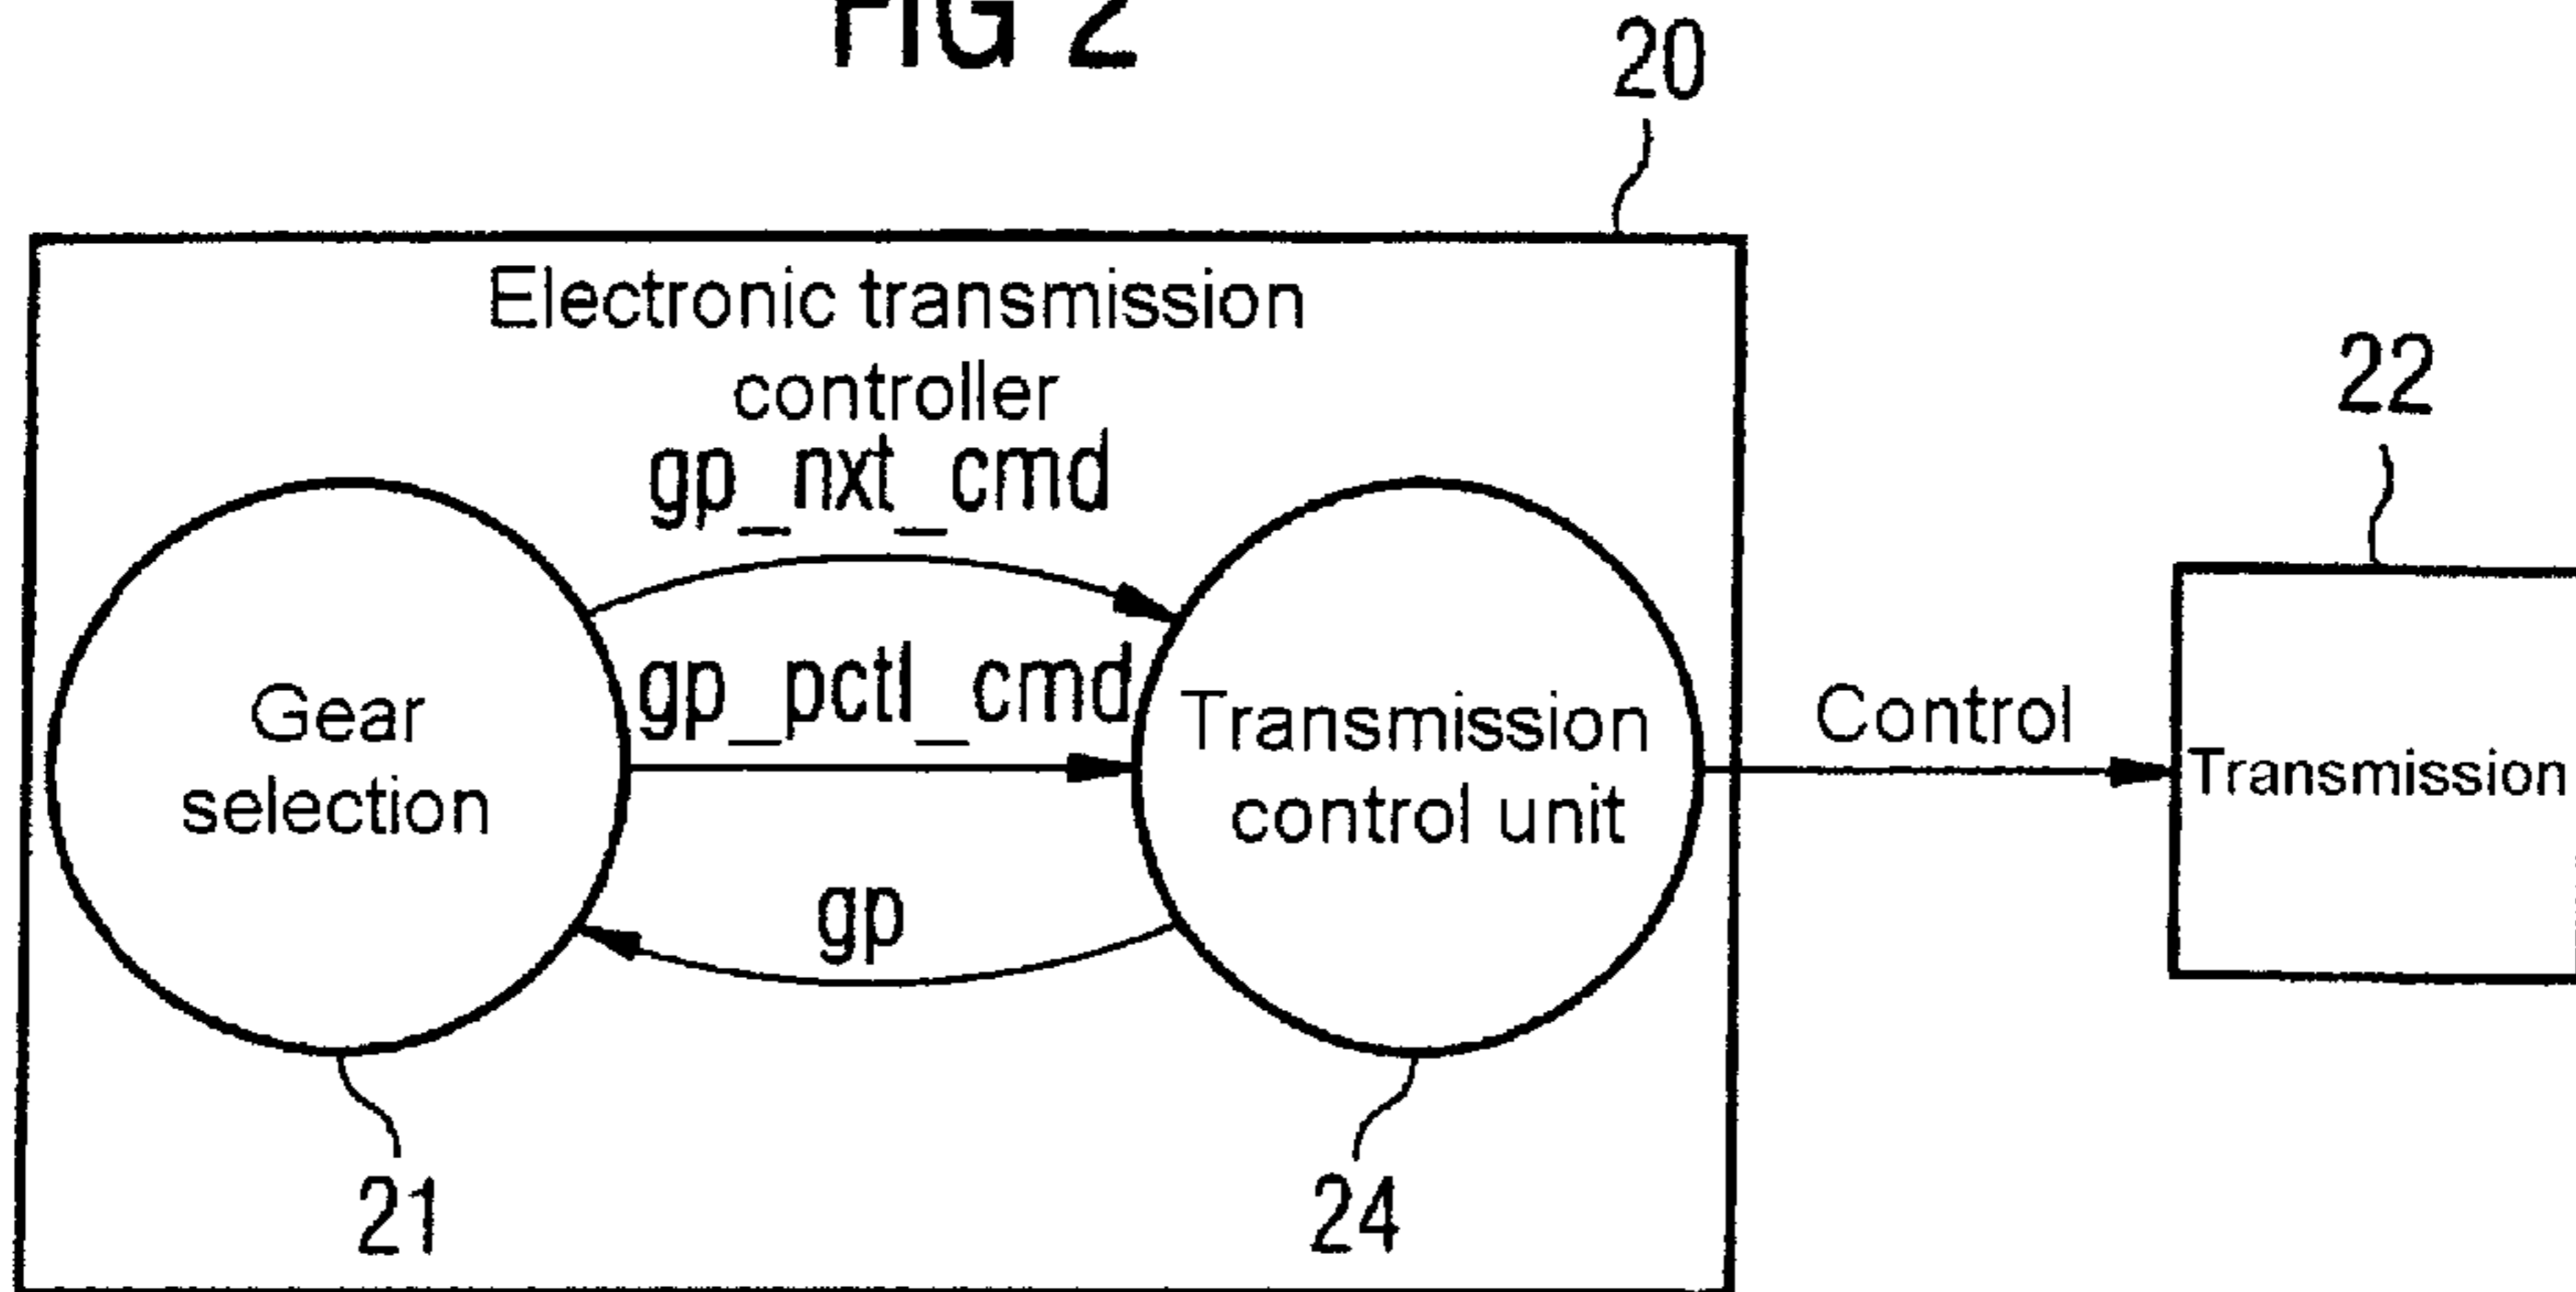 FIG 2
20
Electronic transmission
controller
gp_nxt_cmd
22
gp_pctl_cmd
Gear
selection
Transmission
control unit
Control
Transmission
gp
21
24